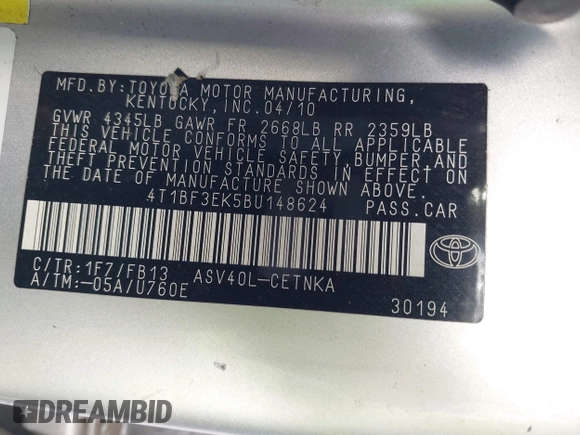 MFD.BY:TOYOTA MOTOR MANUFACTURING,
KENTUCKY, INC.04/10
GVWR 4345LB GAWR FR 2668LB RR 2359LB
THIS VEHICLE CONFORMS TO ALL APPLICABLE
FEDERAL MOTOR VEHICLE SAFETY,BUMPER,AND
THEFT PREVENTION STANDARDS IN EFFECT ON
THE DATE OF MANUFACTURE SHOWN ABOVE.
4T1BF3EK5BU148624 PASS.CAR
C/TR:1F7/FB13 ASV40L-CETNKA
A/TM:-05A/U760E
30194
DREAMBID